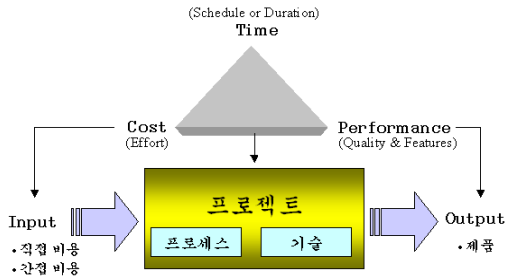 (Schedule or Duration)
Time
Cost
(Effort)
Performance
(Quality & Features)
프로젝트
프로세스
기술
Input
• 직접 비용
• 간접 비용
Output
• 제품